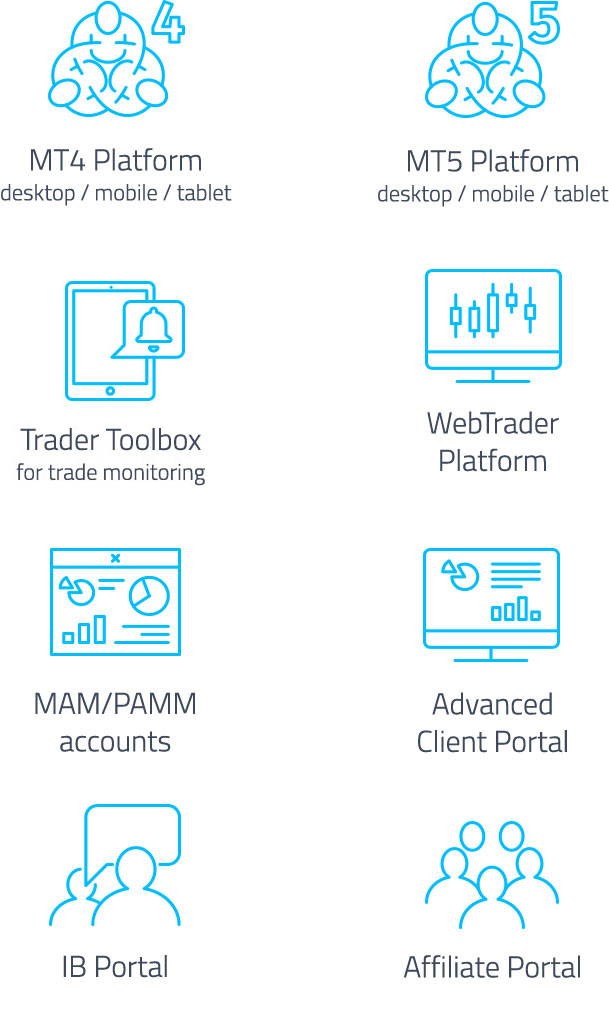 4
5
MT4 Platform
desktop / mobile / tablet
MT5 Platform
desktop / mobile / tablet
Trader Toolbox
for trade monitoring
WebTrader
Platform
MAM/PAMM
accounts
Advanced
Client Portal
IB Portal
Affiliate Portal